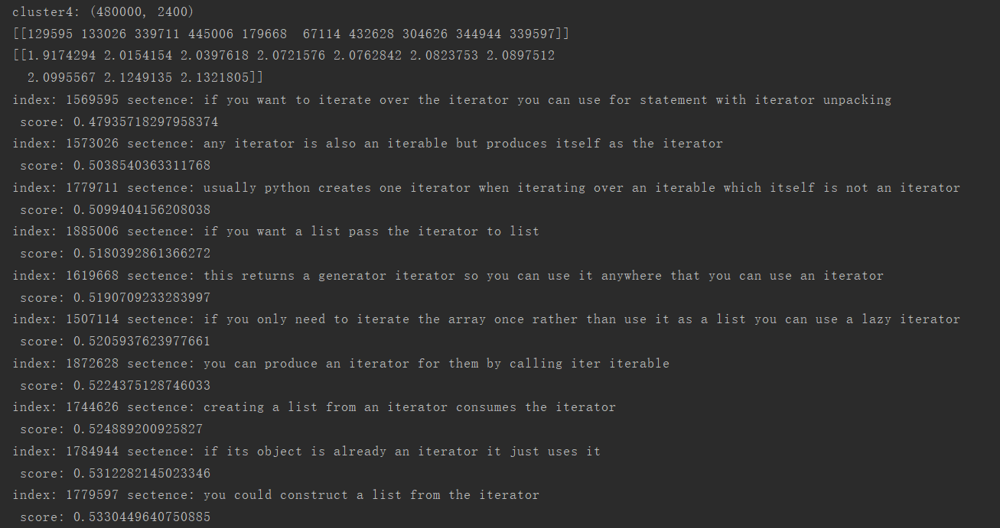 cluster4: (480000, 2400)
[[129595 133026 339711 445006 179668  67114 432628 304626 344944 339597]]
[[1.9174294 2.0154154 2.0397618 2.0721576 2.0762842 2.0823753 2.0897512
  2.0995567 2.1249135 2.1321805]]
index: 1569595 sectence: if you want to iterate over the iterator you can use for statement with iterator unpacking
 score: 0.47935718297958374
index: 1573026 sectence: any iterator is also an iterable but produces itself as the iterator
 score: 0.5038540363311768
index: 1779711 sectence: usually python creates one iterator when iterating over an iterable which itself is not an iterator
 score: 0.5099404156208038
index: 1885006 sectence: if you want a list pass the iterator to list
 score: 0.5180392861366272
index: 1619668 sectence: this returns a generator iterator so you can use it anywhere that you can use an iterator
 score: 0.5190709233283997
index: 1507114 sectence: if you only need to iterate the array once rather than use it as a list you can use a lazy iterator
 score: 0.5205937623977661
index: 1872628 sectence: you can produce an iterator for them by calling iter iterable
 score: 0.5224375128746033
index: 1744626 sectence: creating a list from an iterator consumes the iterator
 score: 0.524889200925827
index: 1784944 sectence: if its object is already an iterator it just uses it
 score: 0.5312282145023346
index: 1779597 sectence: you could construct a list from the iterator
 score: 0.5330449640750885